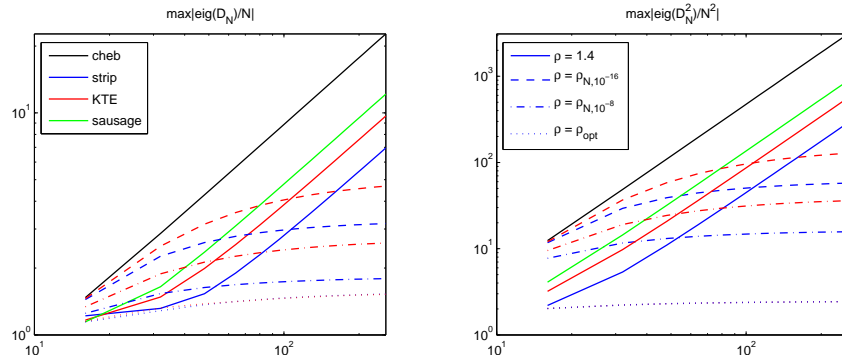 max|eig(D_N)/N|
cheb
strip
KTE
sausage
10^1
10^0
10^1
10^2
max|eig(D_N^2)/N^2|
ρ = 1.4
ρ = ρ_{N,10^{-16}}
ρ = ρ_{N,10^{-8}}
ρ = ρ_{opt}
10^3
10^2
10^1
10^0
10^1
10^2